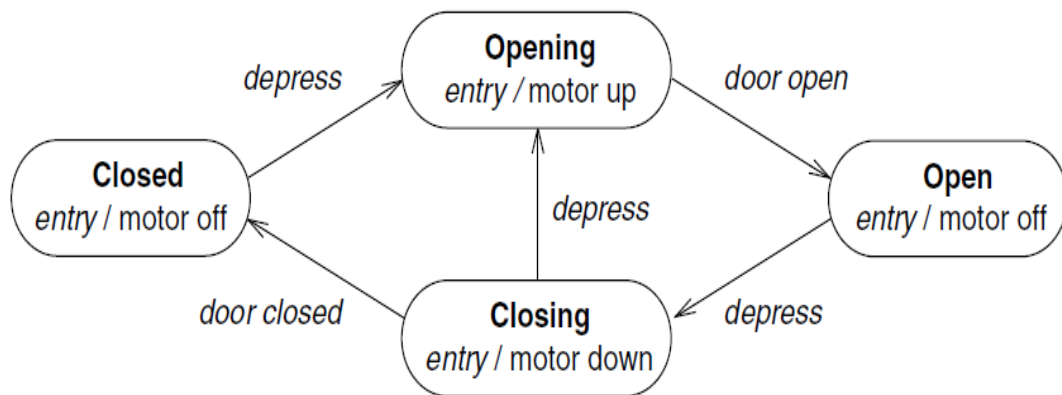 Opening
entry / motor up
depress
door open
Closed
entry / motor off
Open
entry / motor off
depress
door closed
depress
Closing
entry / motor down